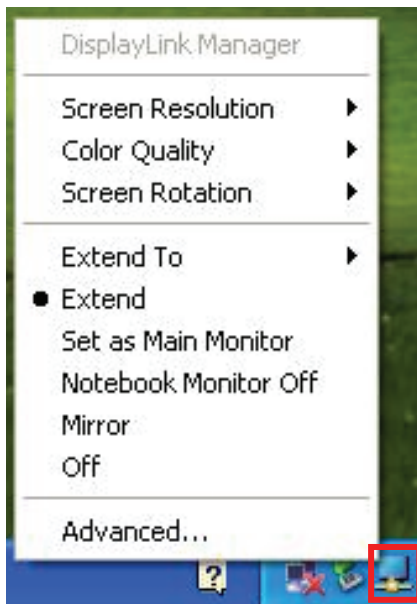 DisplayLink Manager
Screen Resolution
Color Quality
Screen Rotation
Extend To
Extend
Set as Main Monitor
Notebook Monitor Off
Mirror
Off
Advanced...
?